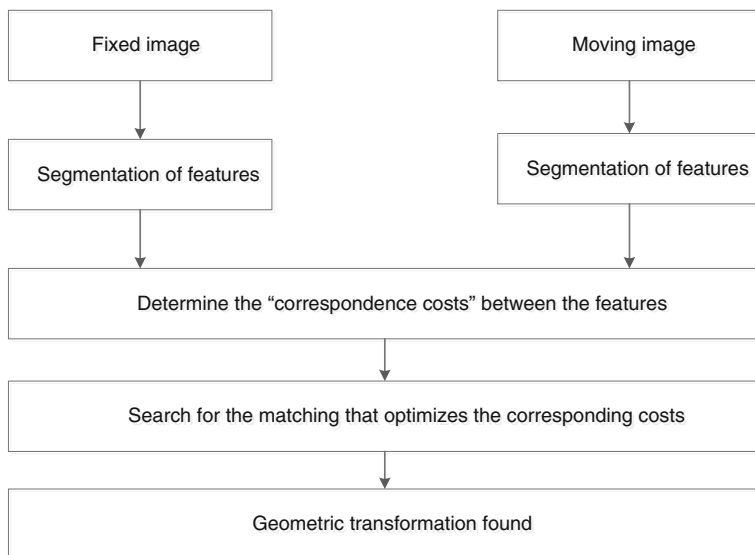 Fixed image
Moving image
Segmentation of features
Segmentation of features
Determine the “correspondence costs” between the features
Search for the matching that optimizes the corresponding costs
Geometric transformation found